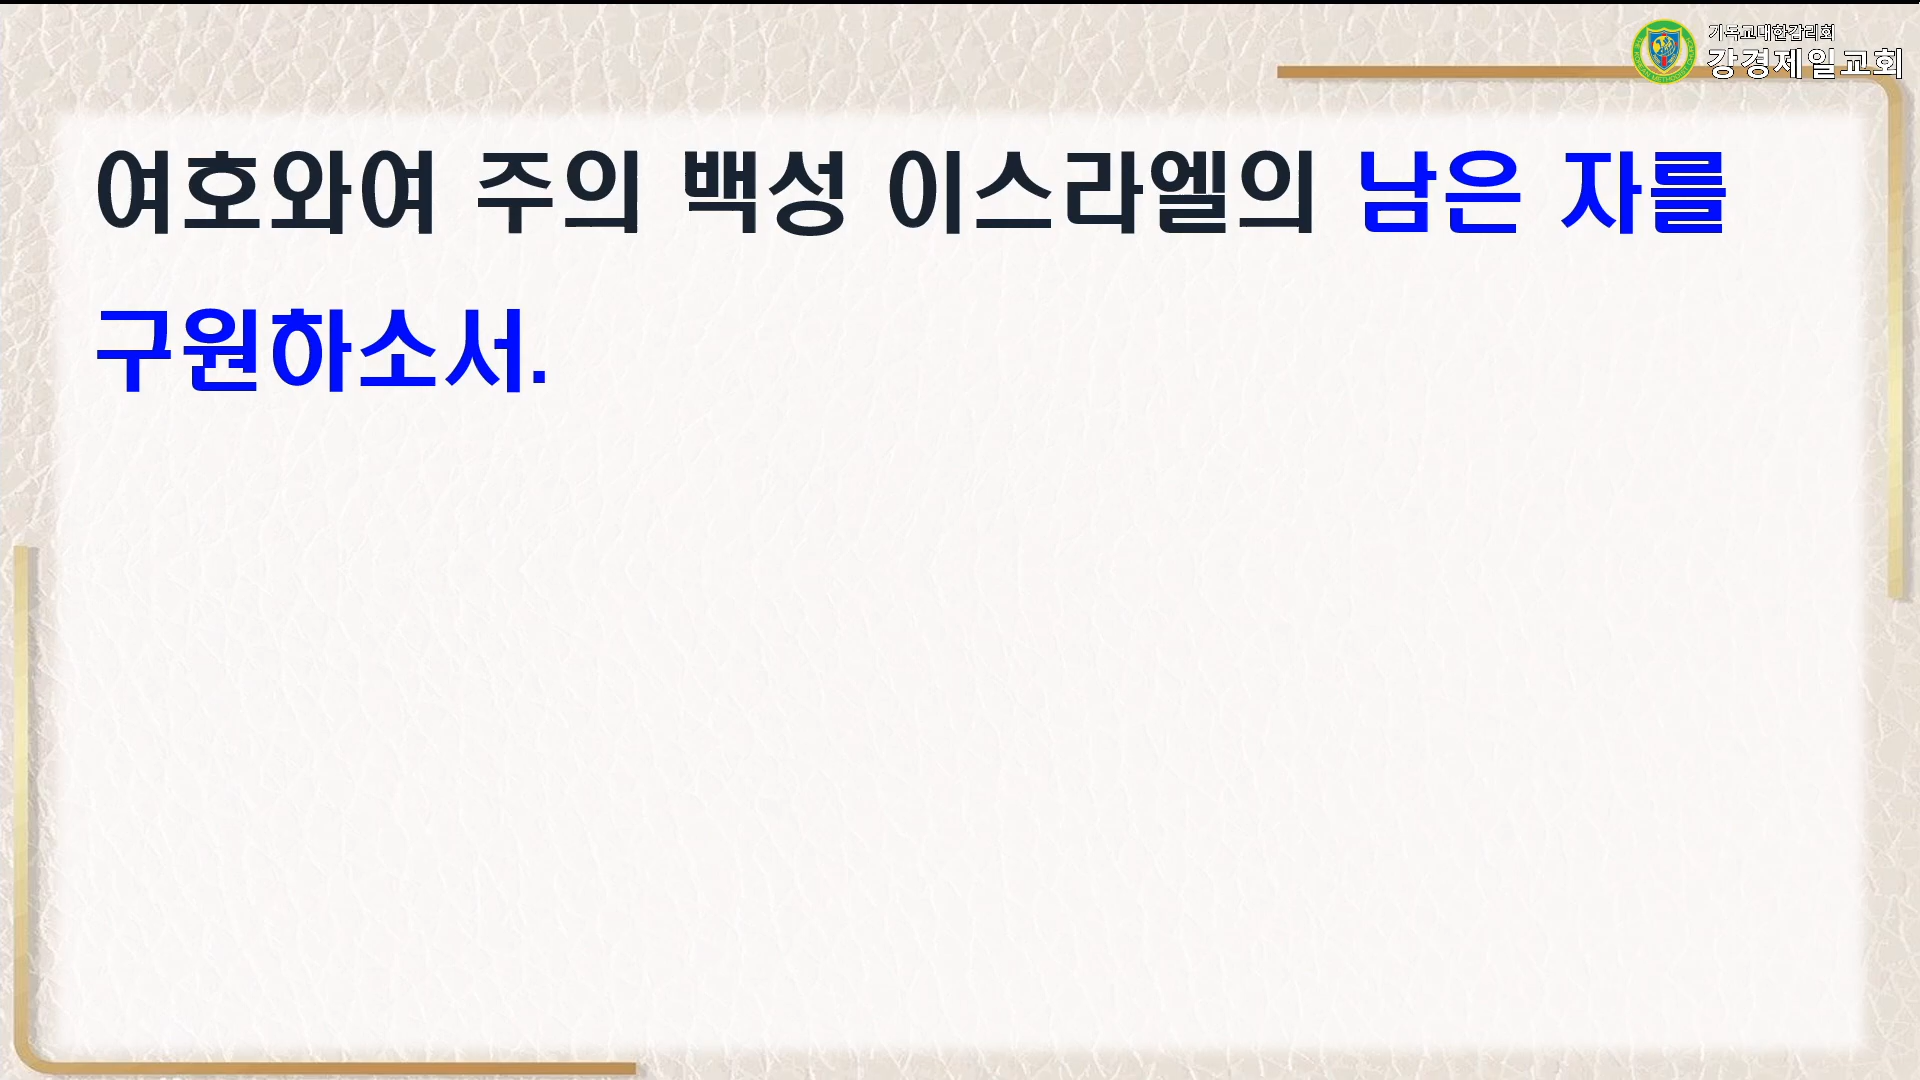 기독교대한감리회
강경제일교회
여호와여 주의 백성 이스라엘의 남은 자를
구원하소서.